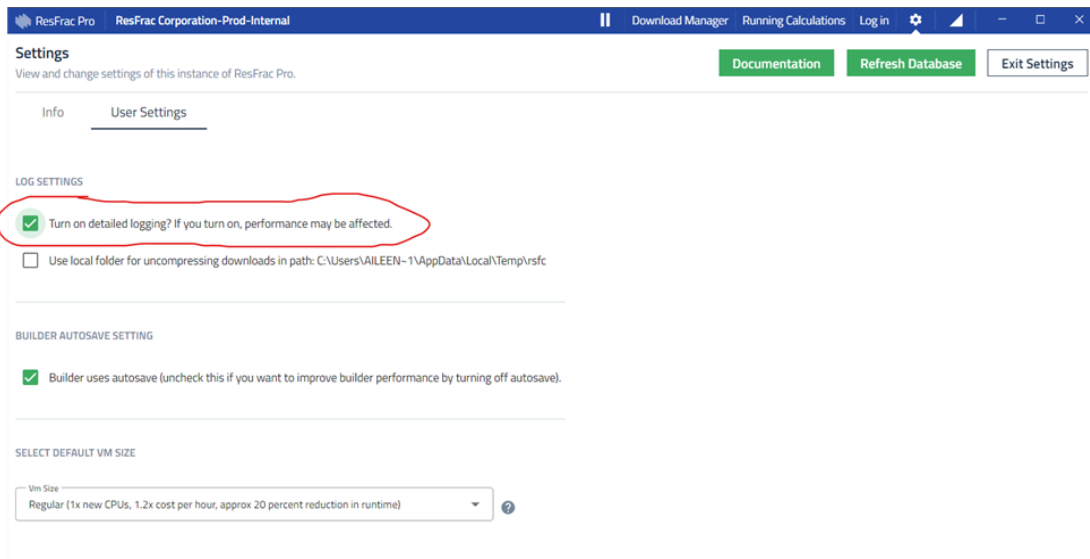 ResFrac Pro ResFrac Corporation-Prod-Internal Download Manager Running Calculations Log in
Settings
View and change settings of this instance of ResFrac Pro.
Documentation Refresh Database Exit Settings
Info User Settings
LOG SETTINGS
Turn on detailed logging? If you turn on, performance may be affected.
Use local folder for uncompressing downloads in path: C:\Users\AILEEN~1\AppData\Local\Temp\rsfc
BUILDER AUTOSAVE SETTING
Builder uses autosave (uncheck this if you want to improve builder performance by turning off autosave).
SELECT DEFAULT VM SIZE
Vm Size
Regular (1x new CPUs, 1.2x cost per hour, approx 20 percent reduction in runtime)